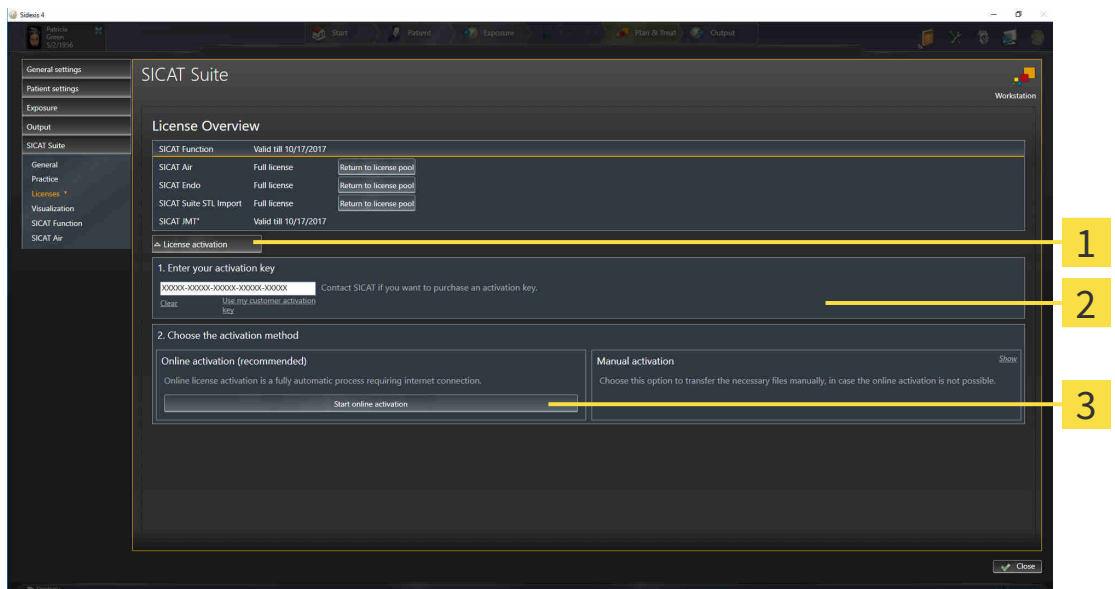 Sidexis 4
Patricia
Green
5/2/1956
Start
Patient
Exposure
Plan & Treat
Output
General settings
Patient settings
Exposure
Output
SICAT Suite
General
Practice
Licenses *
Visualization
SICAT Function
SICAT Air
SICAT Suite
Workstation
License Overview
SICAT Function Valid till 10/17/2017
SICAT Air Full license Return to license pool
SICAT Endo Full license Return to license pool
SICAT Suite STL Import Full license Return to license pool
SICAT JMT⁺ Valid till 10/17/2017
License activation
1
1. Enter your activation key
XXXXX-XXXXX-XXXXX-XXXXX-XXXXX Contact SICAT if you want to purchase an activation key.
Clear Use my customer activation
key
2
2. Choose the activation method
Online activation (recommended)
Online license activation is a fully automatic process requiring internet connection.
Start online activation
Manual activation Show
Choose this option to transfer the necessary files manually, in case the online activation is not possible.
3
Close